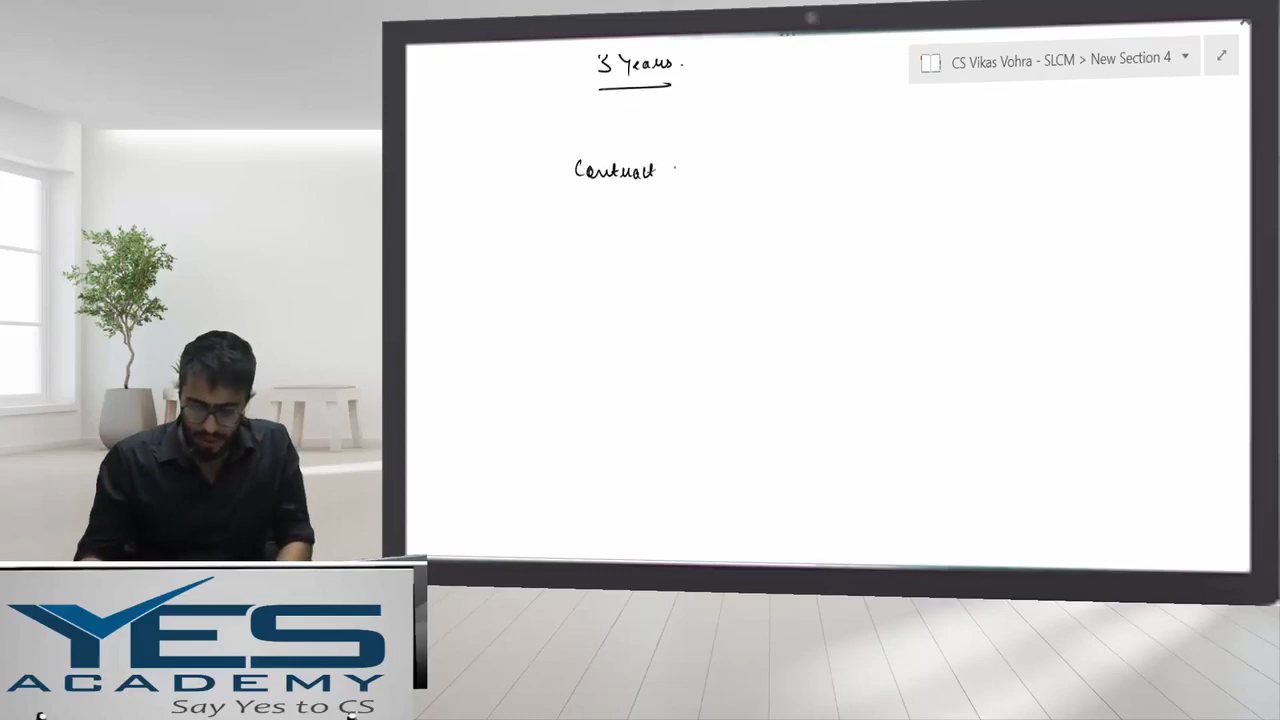 3 Years.
CS Vikas Vohra - SLCM > New Section 4
Contract
YES
ACADEMY
Say Yes to CS